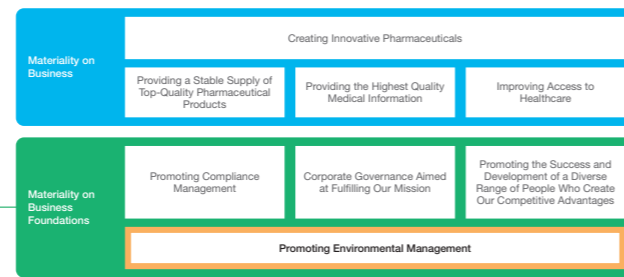 Creating Innovative Pharmaceuticals
Materiality on
Business
Providing a Stable Supply of
Top-Quality Pharmaceutical
Products
Providing the Highest Quality
Medical Information
Improving Access to
Healthcare
Materiality on
Business
Foundations
Promoting Compliance
Management
Corporate Governance Aimed
at Fulfilling Our Mission
Promoting the Success and
Development of a Diverse
Range of People Who Create
Our Competitive Advantages
Promoting Environmental Management